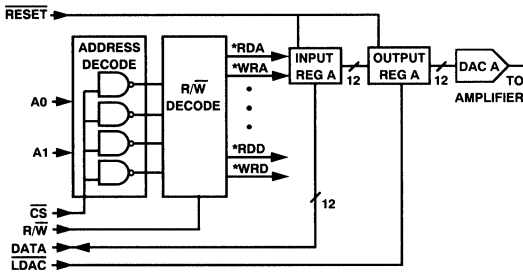 RESET
ADDRESS
DECODE
A0
A1
CS
R/W
DATA
LDAC
R/W
DECODE
*RDA
*WRA
*RDD
*WRD
INPUT
REG A
12
OUTPUT
REG A
12
DAC A
TO
AMPLIFIER
12